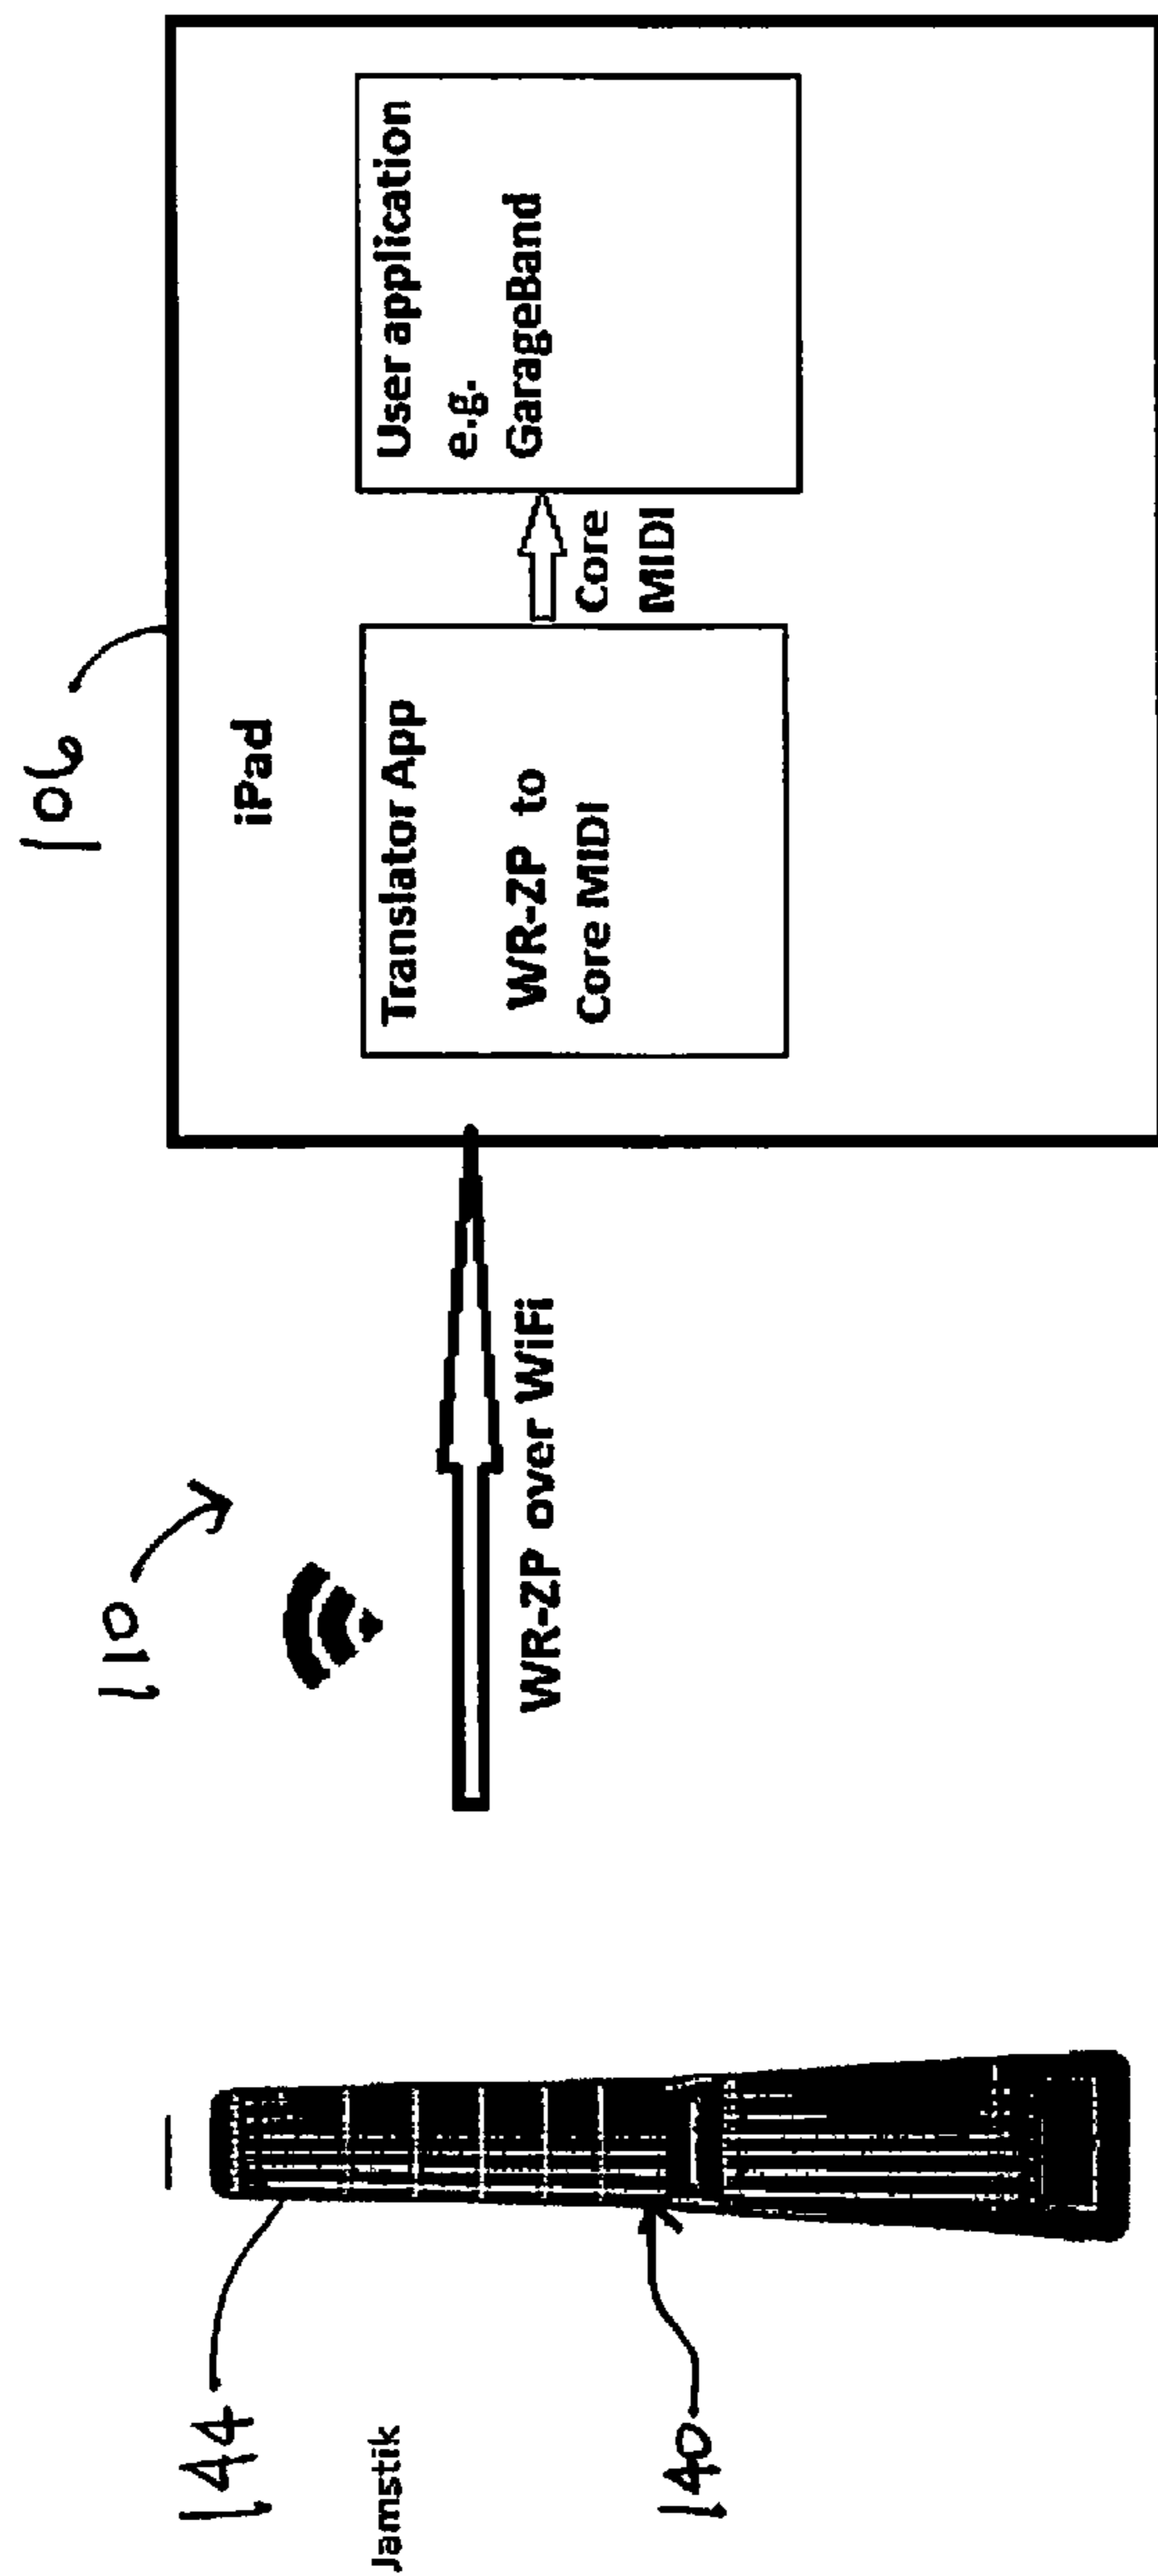 144
Jamstik
140
110
WR-ZP over WiFi
106
iPad
Translator App
WR-ZP to
Core MIDI
Core
MIDI
User application
e.g.
GarageBand